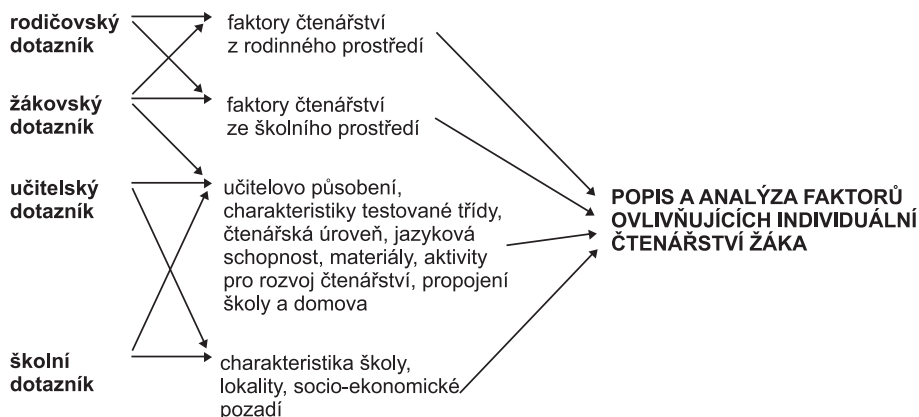 rodičovský
dotazník
faktory čtenářství
z rodinného prostředí
žákovský
dotazník
faktory čtenářství
ze školního prostředí
učitelský
dotazník
učitelovo působení,
charakteristiky testované třídy,
čtenářská úroveň, jazyková
schopnost, materiály, aktivity
pro rozvoj čtenářství, propojení
školy a domova
školní
dotazník
charakteristika školy,
lokality, socio-ekonomické
pozadí
POPIS A ANALÝZA FAKTORŮ
OVLIVŇUJÍCÍCH INDIVIDUÁLNÍ
ČTENÁŘSTVÍ ŽÁKA